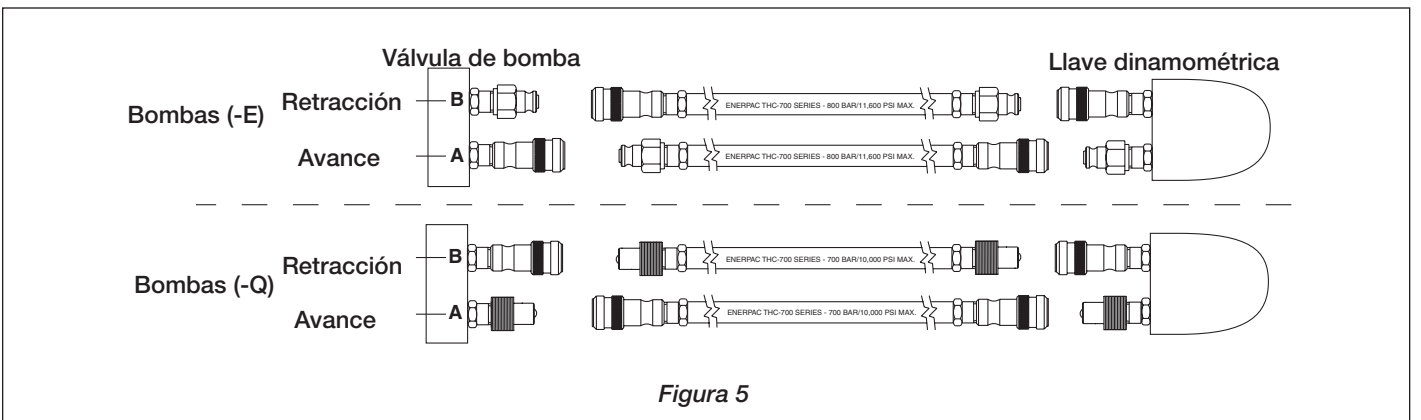 Válvula de bomba
Llave dinamométrica
Bombas (-E)
Retracción
B
ENERPAC THC-700 SERIES - 800 BAR/11,600 PSI MAX.
Avance
A
ENERPAC THC-700 SERIES - 800 BAR/11,600 PSI MAX.
Bombas (-Q)
Retracción
B
ENERPAC THC-700 SERIES - 700 BAR/10,000 PSI MAX.
Avance
A
ENERPAC THC-700 SERIES - 700 BAR/10,000 PSI MAX.
Figura 5